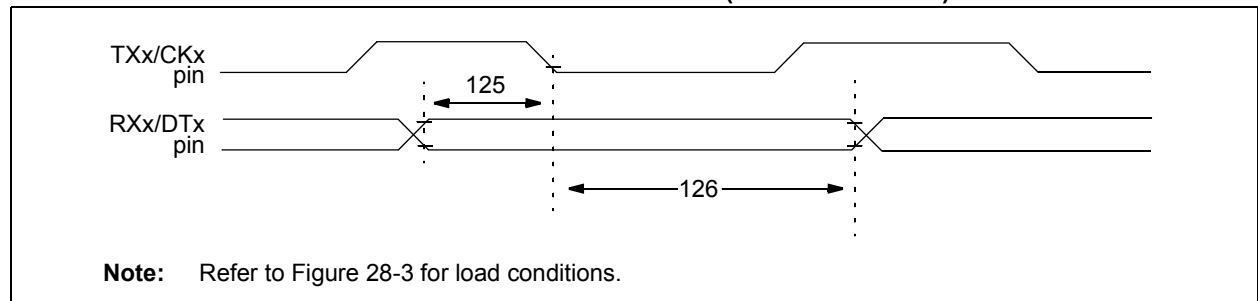 TXx/CKx
pin
125
RXx/DTx
pin
126
Note: Refer to Figure 28-3 for load conditions.